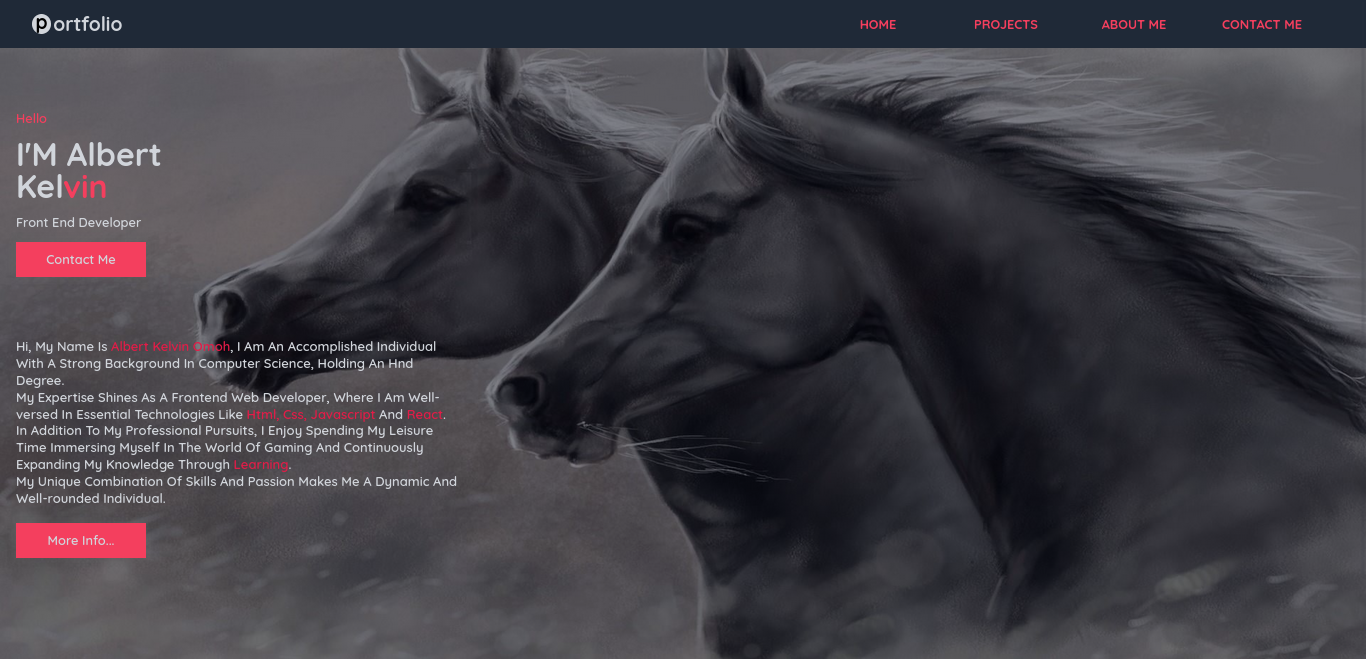 portfolio
HOME PROJECTS ABOUT ME CONTACT ME
Hello
I'M Albert
Kelvin
Front End Developer
Contact Me
Hi, My Name Is Albert Kelvin Omoh, I Am An Accomplished Individual
With A Strong Background In Computer Science, Holding An Hnd
Degree.
My Expertise Shines As A Frontend Web Developer, Where I Am Well-
versed In Essential Technologies Like Html, Css, Javascript And React.
In Addition To My Professional Pursuits, I Enjoy Spending My Leisure
Time Immersing Myself In The World Of Gaming And Continuously
Expanding My Knowledge Through Learning.
My Unique Combination Of Skills And Passion Makes Me A Dynamic And
Well-rounded Individual.
More Info...